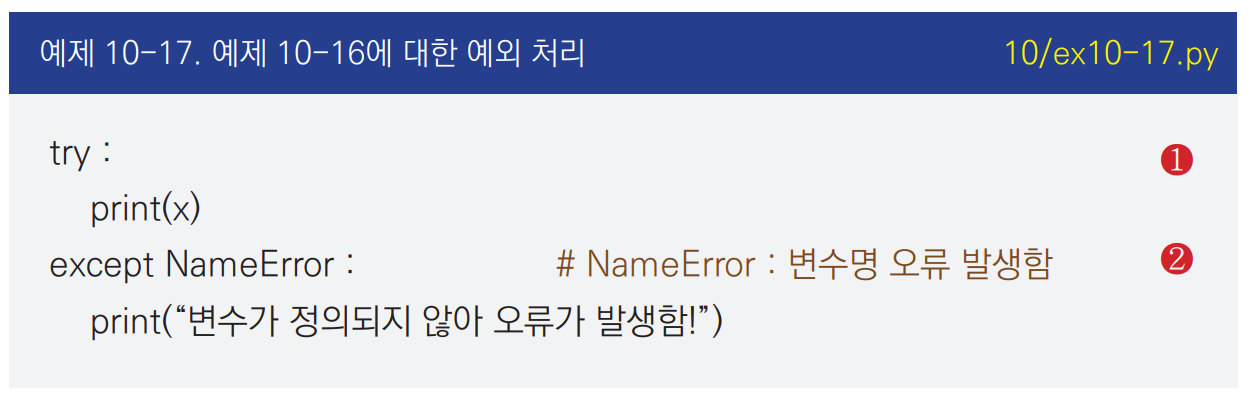 예제 10-17. 예제 10-16에 대한 예외 처리 10/ex10-17.py
try : ❶
print(x)
except NameError : # NameError : 변수명 오류 발생함 ❷
print(“변수가 정의되지 않아 오류가 발생함!”)